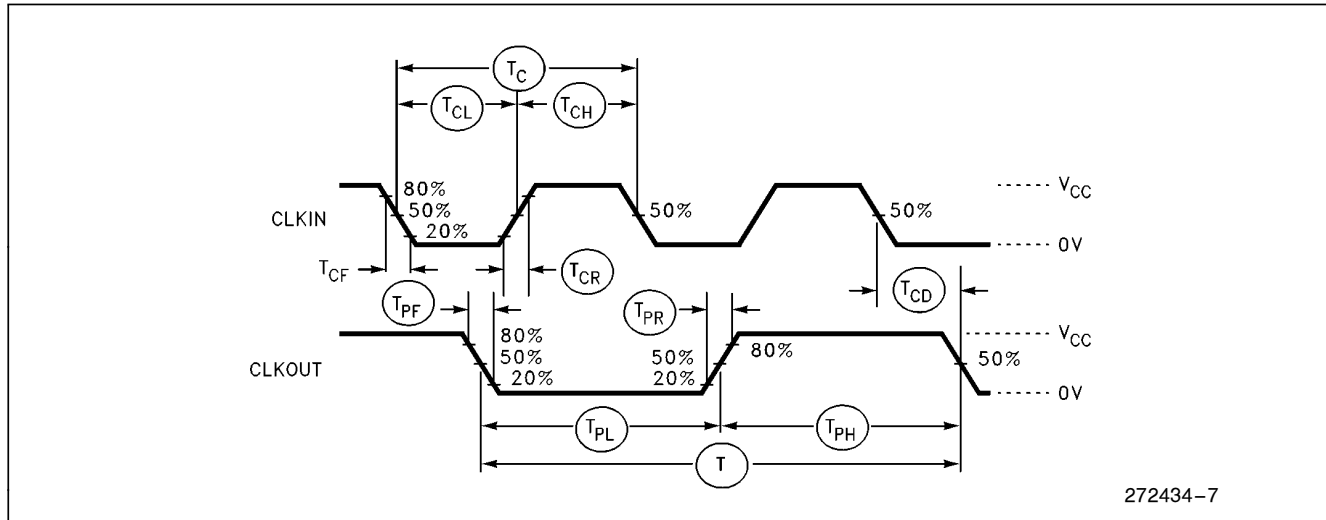 T_C
T_CL T_CH
V_CC
80%
CLKIN 50% 50% 50%
20% 0V
T_CF T_CR T_CD
T_PF T_PR
V_CC
80% 80%
CLKOUT 50% 50% 50%
20% 20%
0V
T_PL T_PH
T
272434-7